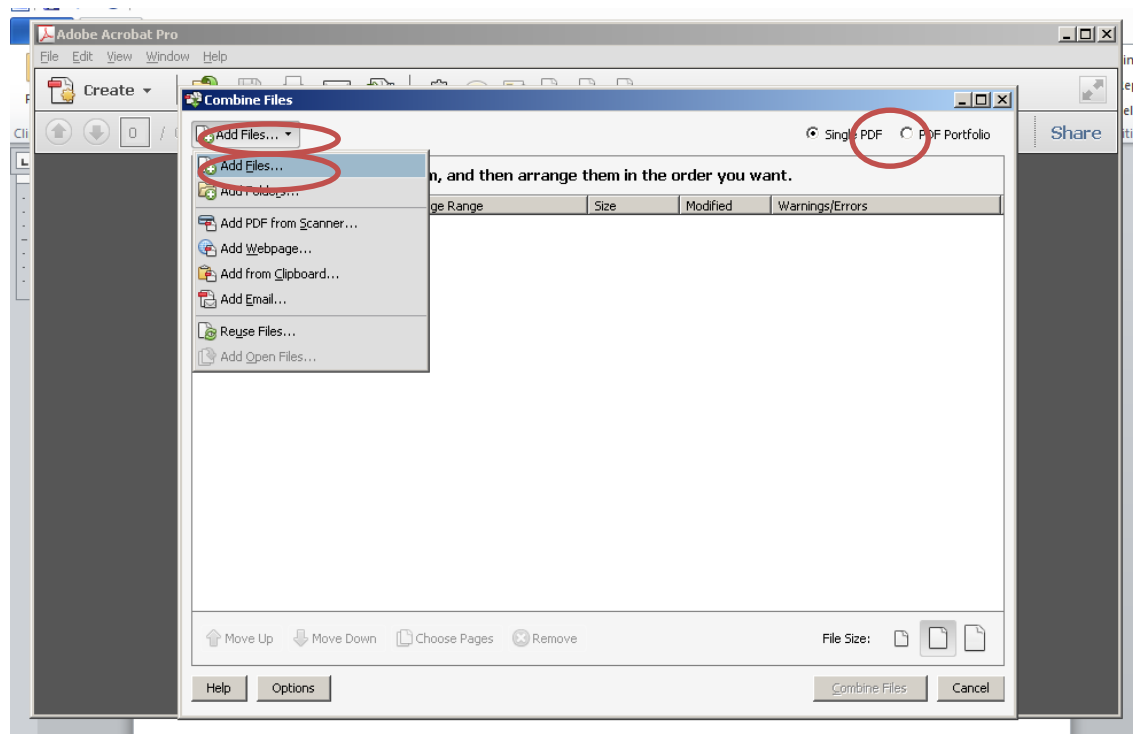 Adobe Acrobat Pro
File Edit View Window Help
Create
Combine Files
0 /
Add Files...
Single PDF PDF Portfolio
Share
Add Files...
n, and then arrange them in the order you want.
Add Folders...
ge Range Size Modified Warnings/Errors
Add PDF from Scanner...
Add Webpage...
Add from Clipboard...
Add Email...
Reuse Files...
Add Open Files...
Move Up Move Down Choose Pages Remove File Size:
Help Options Combine Files Cancel